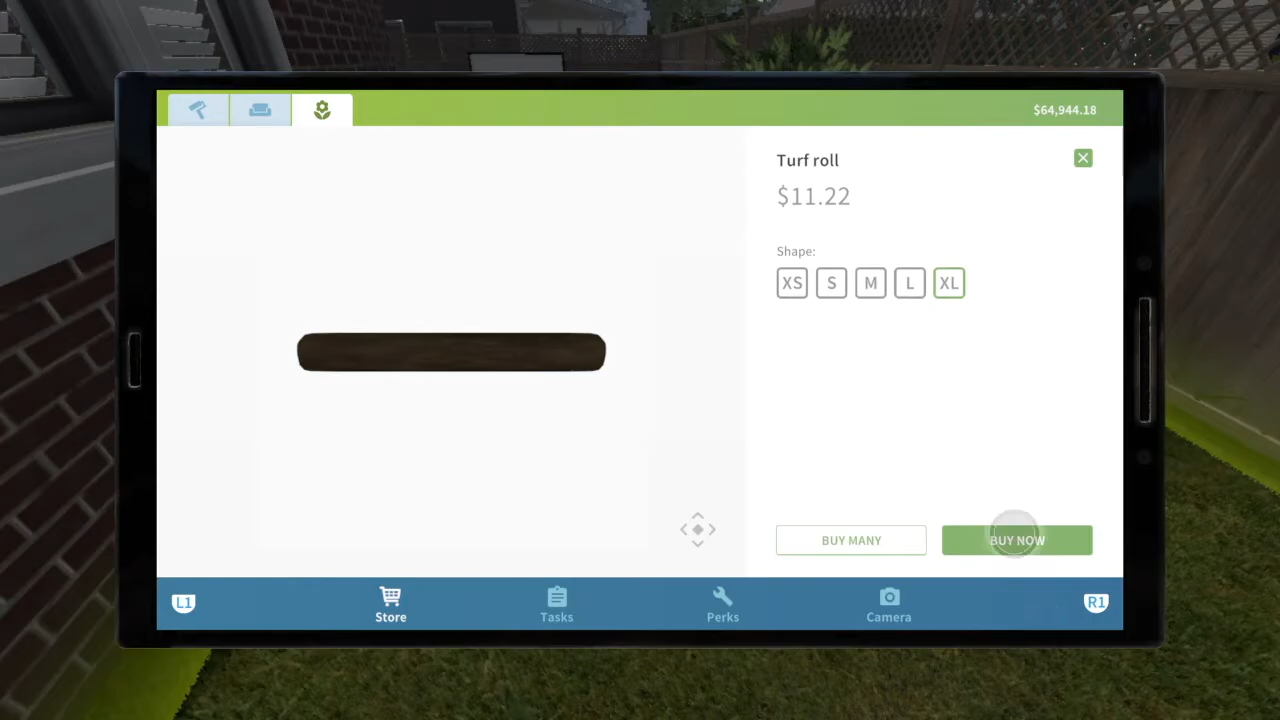 $64,944.18
Turf roll
$11.22
Shape:
XS S M L XL
BUY MANY BUY NOW
L1 Store Tasks Perks Camera R1